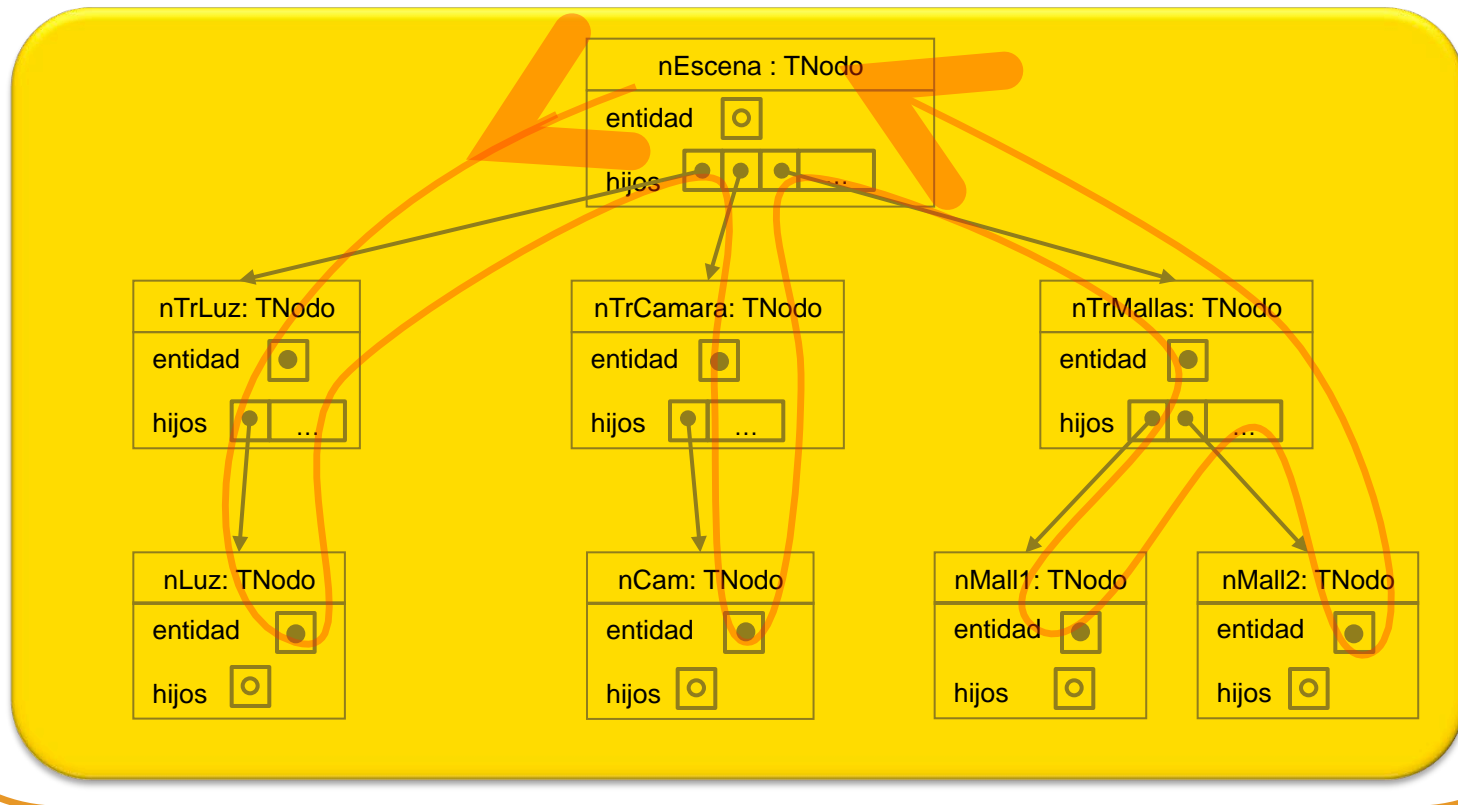 nEscena : TNodo
entidad
hijos ...
nTrLuz: TNodo
entidad
hijos ...
nTrCamara: TNodo
entidad
hijos ...
nTrMallas: TNodo
entidad
hijos ...
nLuz: TNodo
entidad
hijos
nCam: TNodo
entidad
hijos
nMall1: TNodo
entidad
hijos
nMall2: TNodo
entidad
hijos